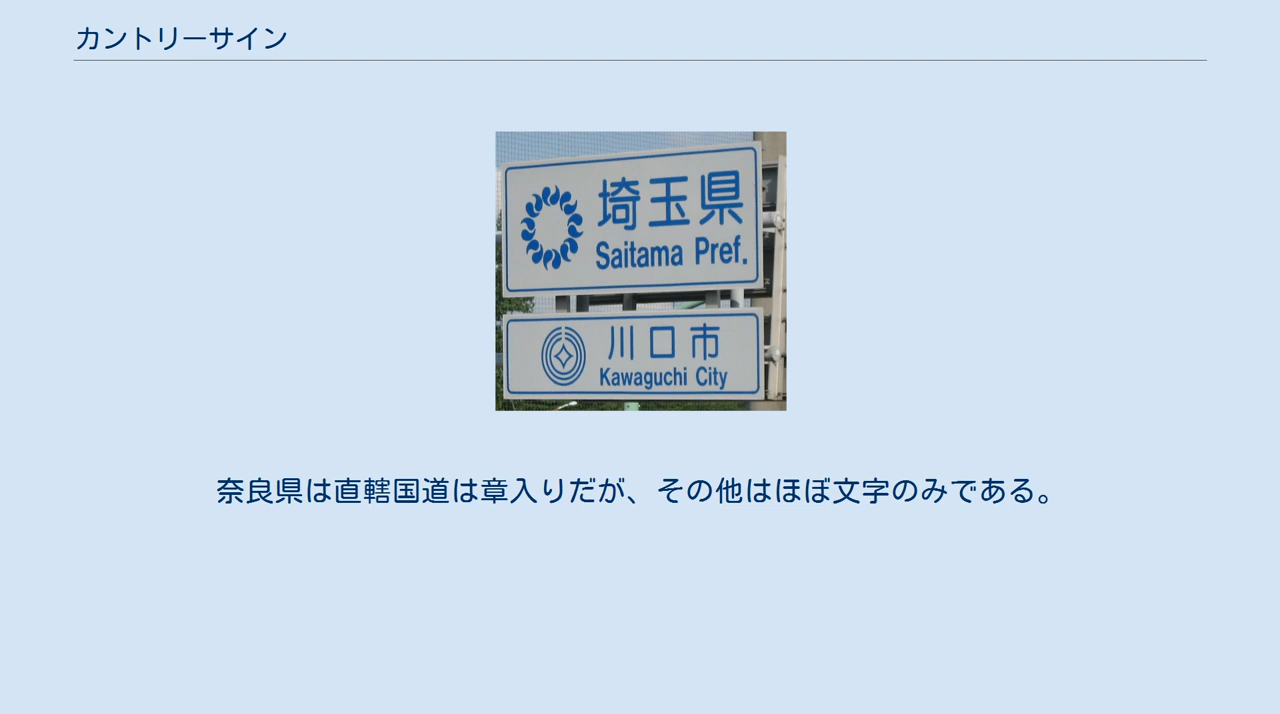 カントリーサイン
埼玉県
Saitama Pref.
川口市
Kawaguchi City
奈良県は直轄国道は章入りだが、その他はほぼ文字のみである。